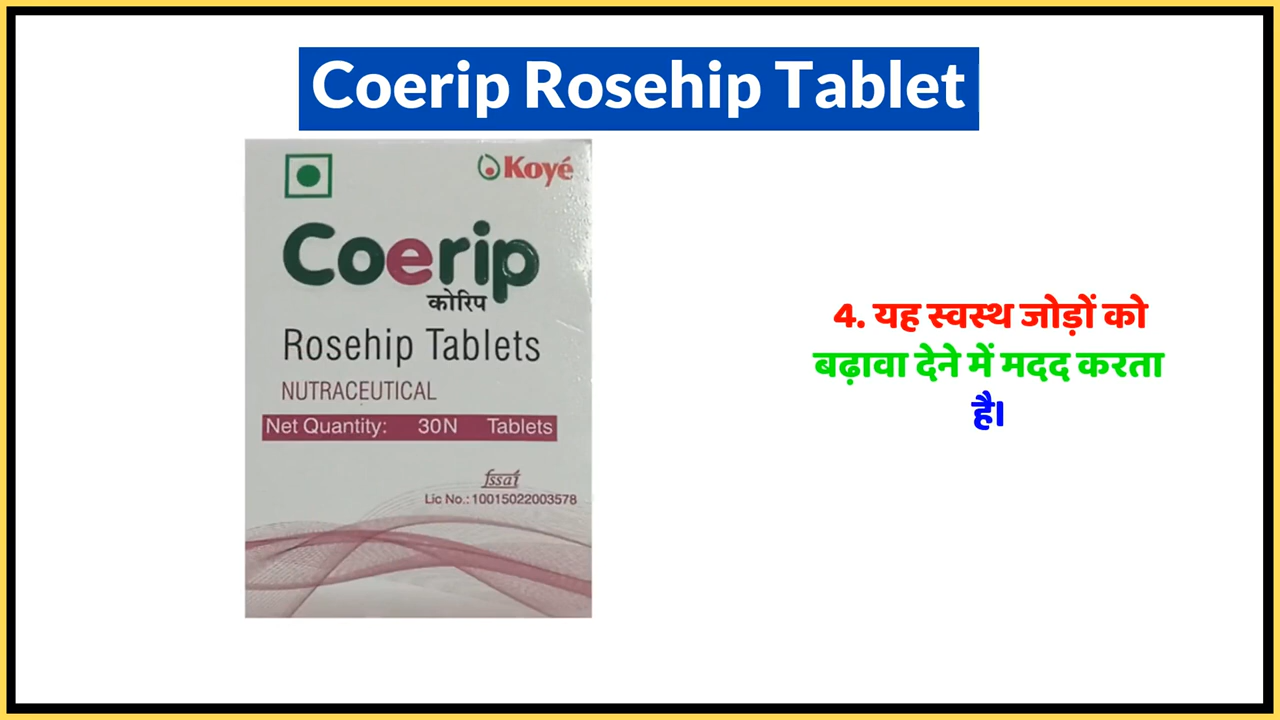 Coerip Rosehip Tablet
Koyé
Coerip
कोरिप
Rosehip Tablets
NUTRACEUTICAL
Net Quantity: 30N Tablets
fssai
Lic No.: 10015022003578
4. यह स्वस्थ जोड़ों को
बढ़ावा देने में मदद करता
है।